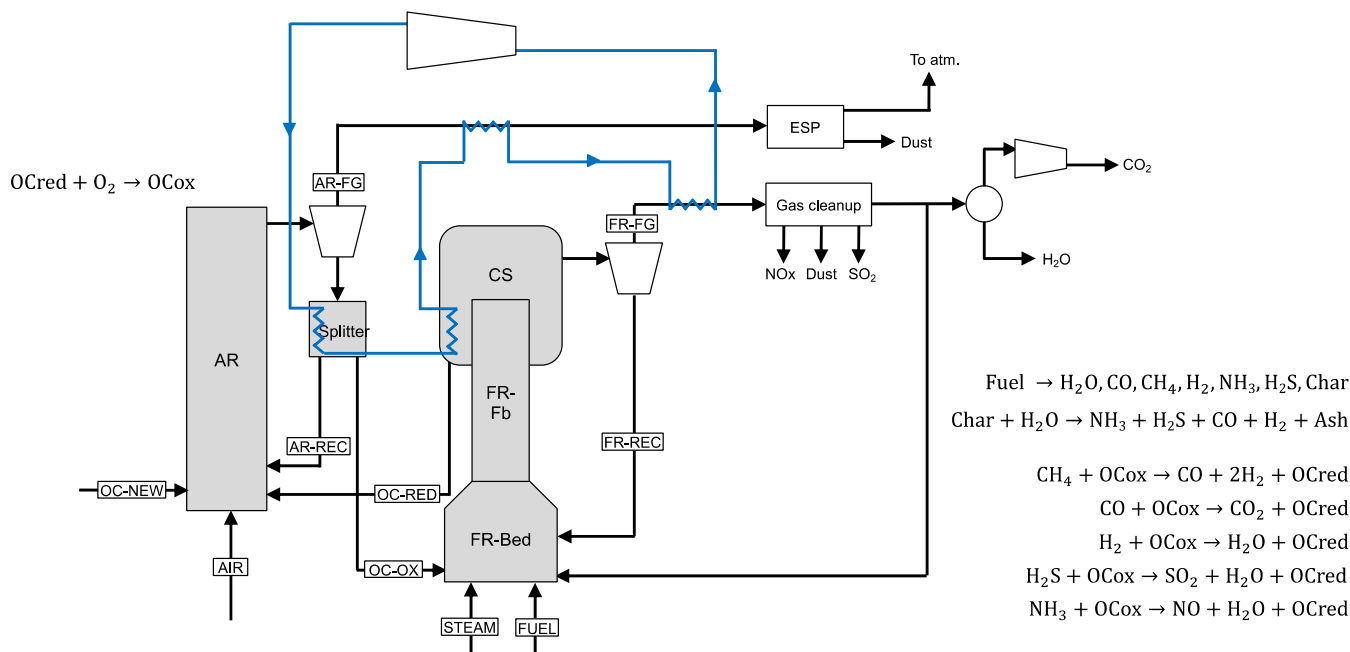 To atm.
ESP
Dust
CO₂
OCred + O₂ → OCox
AR-FG
FR-FG
Gas cleanup
NOx
Dust
SO₂
H₂O
CS
Splitter
AR
FR-
Fb
AR-REC
FR-REC
OC-NEW
OC-RED
FR-Bed
AIR
OC-OX
STEAM
FUEL
Fuel → H₂O, CO, CH₄, H₂, NH₃, H₂S, Char
Char + H₂O → NH₃ + H₂S + CO + H₂ + Ash
CH₄ + OCox → CO + 2H₂ + OCred
CO + OCox → CO₂ + OCred
H₂ + OCox → H₂O + OCred
H₂S + OCox → SO₂ + H₂O + OCred
NH₃ + OCox → NO + H₂O + OCred